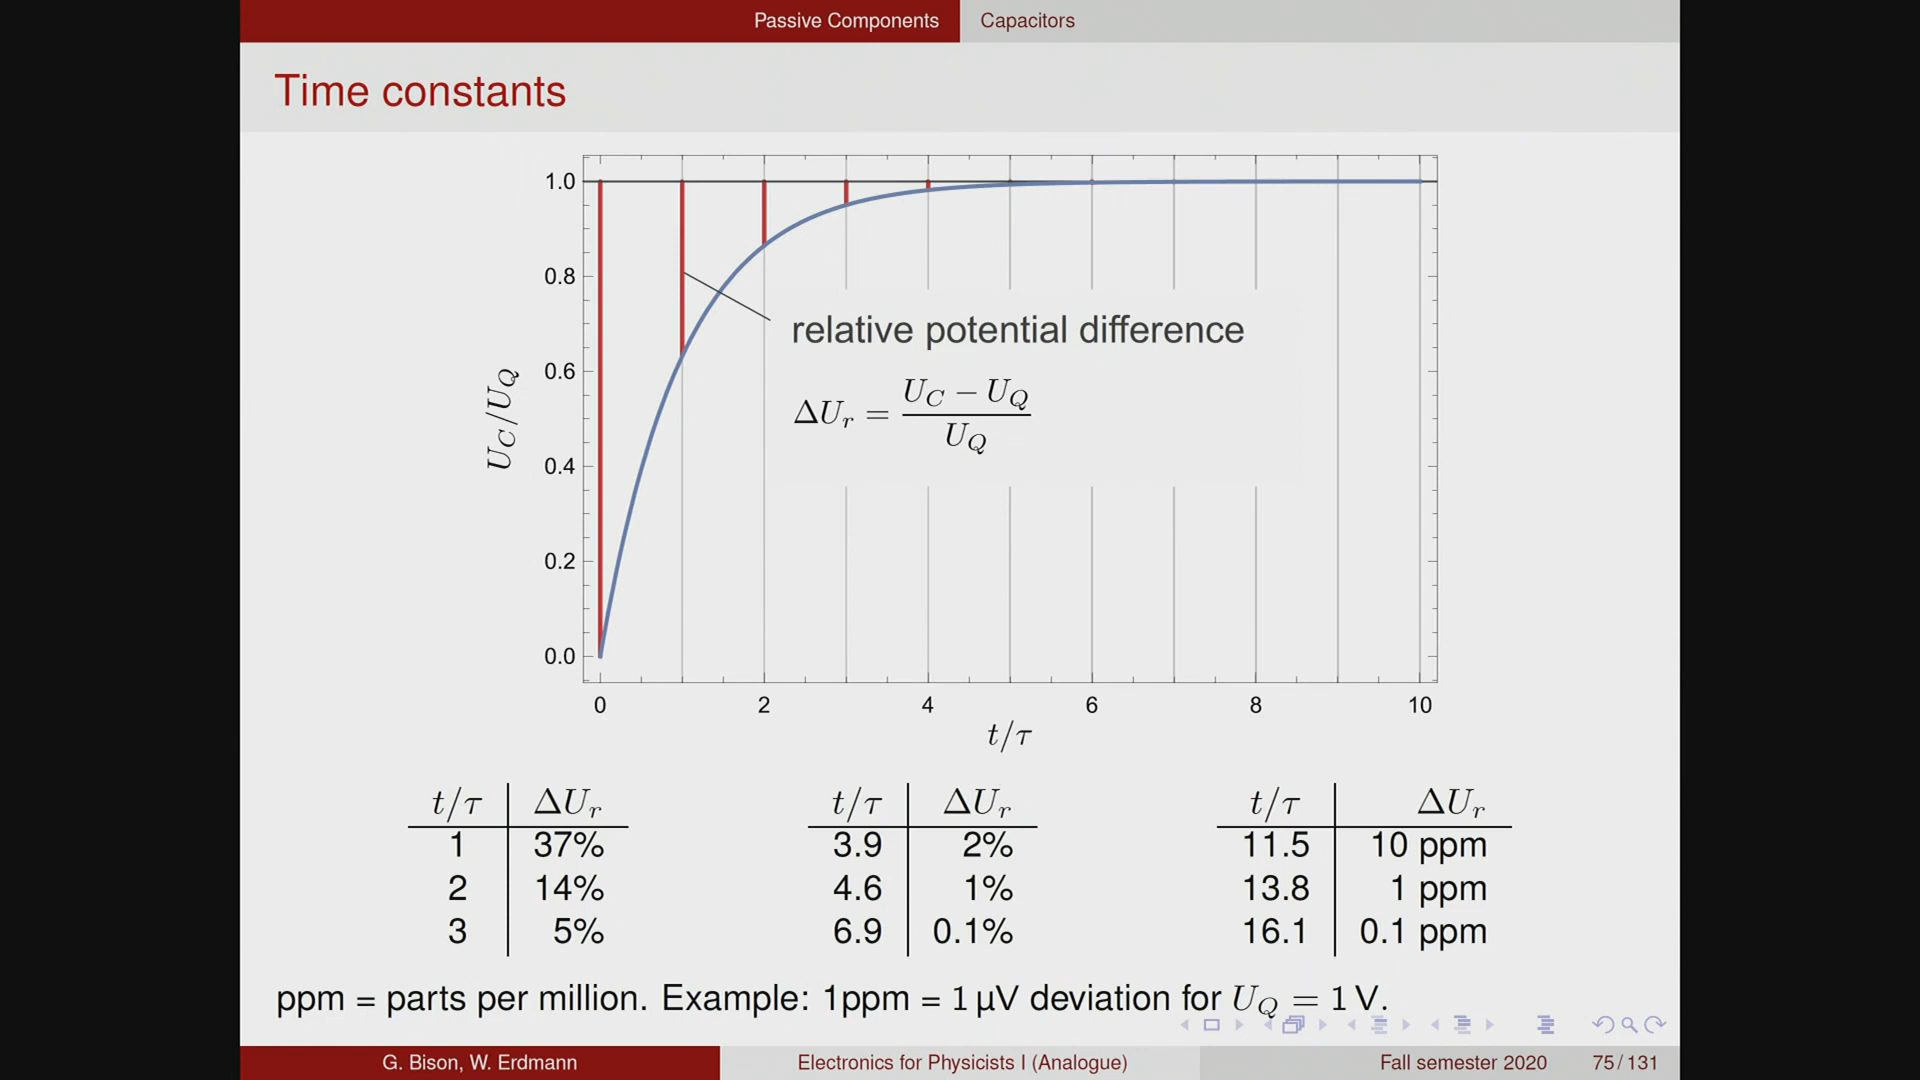 Passive Components Capacitors
Time constants
1.0
0.8
0.6
0.4
0.2
0.0
U_C/U_Q
relative potential difference
ΔU_r = (U_C − U_Q) / U_Q
0 2 4 6 8 10
t/τ
t/τ ΔU_r
1 37%
2 14%
3 5%
t/τ ΔU_r
3.9 2%
4.6 1%
6.9 0.1%
t/τ ΔU_r
11.5 10 ppm
13.8 1 ppm
16.1 0.1 ppm
ppm = parts per million. Example: 1ppm = 1 µV deviation for U_Q = 1 V.
G. Bison, W. Erdmann Electronics for Physicists I (Analogue) Fall semester 2020 75/131